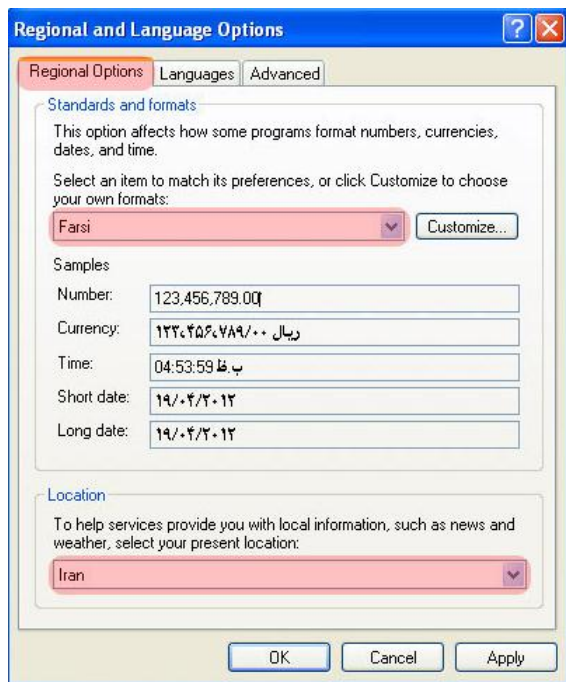 Regional and Language Options
Regional Options Languages Advanced
Standards and formats
This option affects how some programs format numbers, currencies,
dates, and time.
Select an item to match its preferences, or click Customize to choose
your own formats:
Farsi Customize...
Samples
Number: 123,456,789.00
Currency: ریال ۱۲۳،۴۵۶،۷۸۹/۰۰
Time: 04:53:59 ب.ظ
Short date: ۱۹/۰۴/۲۰۱۲
Long date: ۱۹/۰۴/۲۰۱۲
Location
To help services provide you with local information, such as news and
weather, select your present location:
Iran
OK Cancel Apply